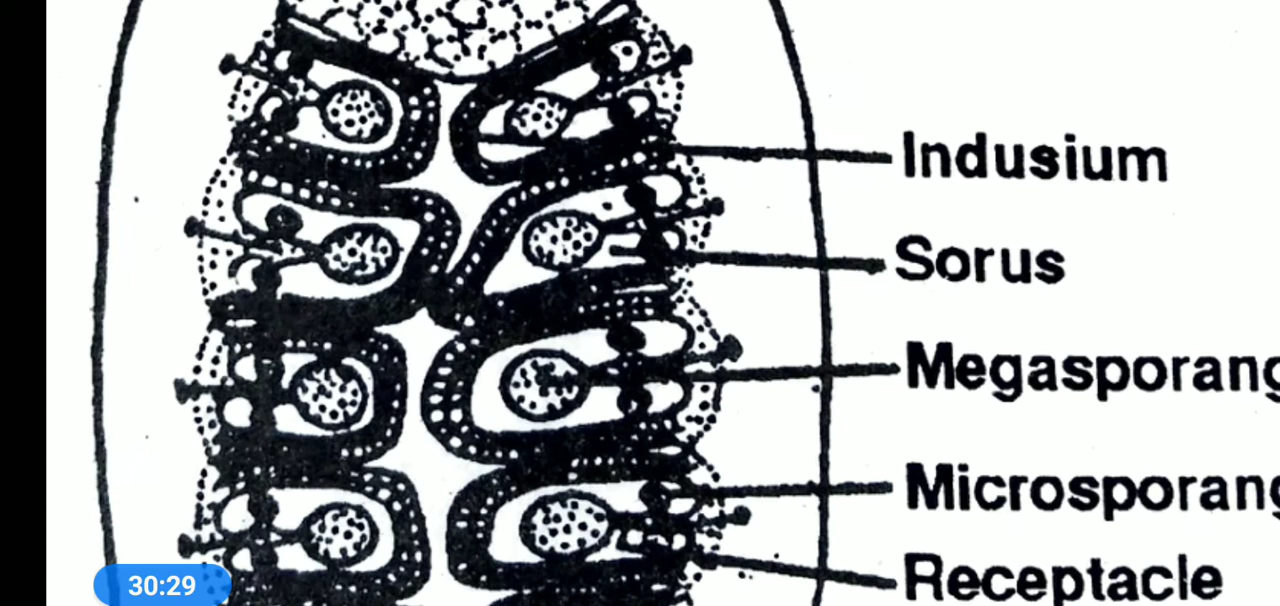 Indusium
Sorus
Megasporang
Microsporang
Receptacle
30:29